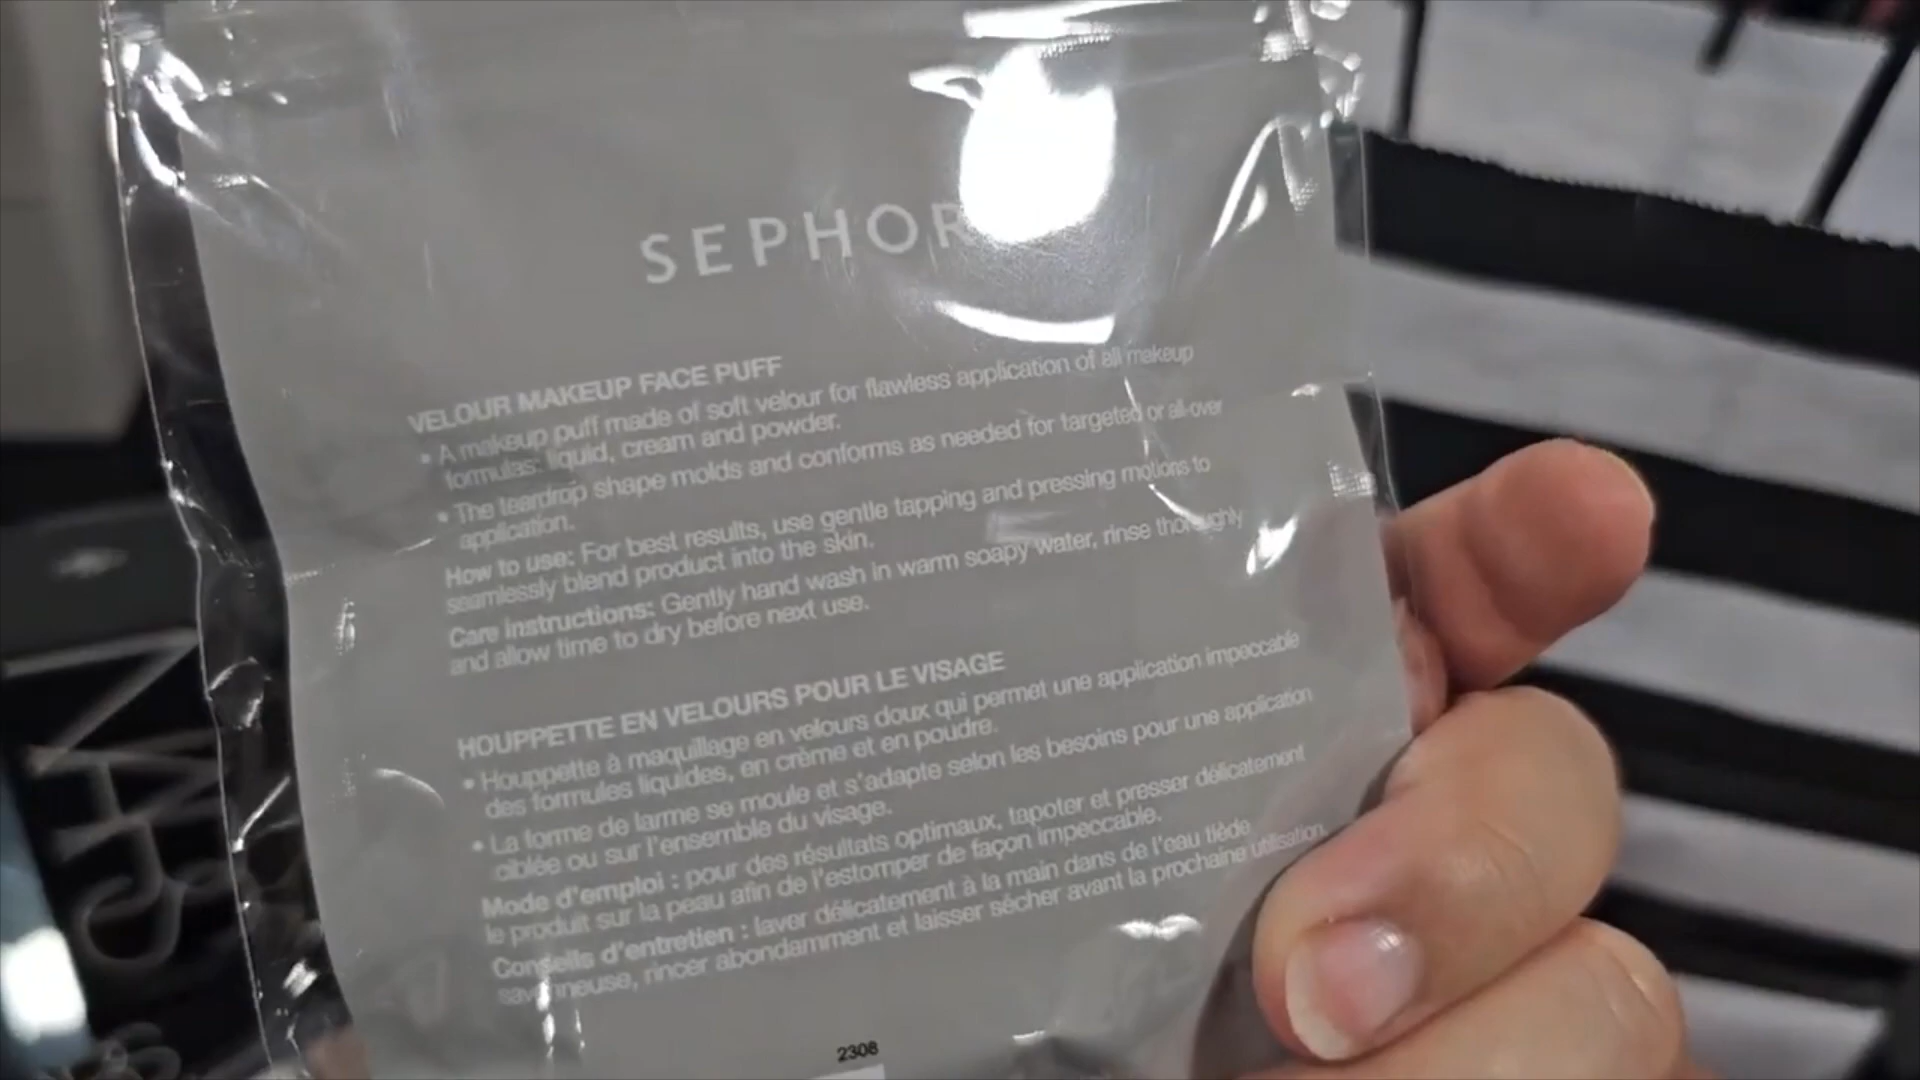 SEPHOR
VELOUR MAKEUP FACE PUFF
• A makeup puff made of soft velour for flawless application of all makeup
formulas: liquid, cream and powder.
• The teardrop shape molds and conforms as needed for targeted or all-over
application.
How to use: For best results, use gentle tapping and pressing motions to
seamlessly blend product into the skin.
Care instructions: Gently hand wash in warm soapy water, rinse thoroughly
and allow time to dry before next use.
HOUPPETTE EN VELOURS POUR LE VISAGE
• Houppette à maquillage en velours doux qui permet une application impeccable
des formules liquides, en crème et en poudre.
• La forme de larme se moule et s'adapte selon les besoins pour une application
ciblée ou sur l'ensemble du visage.
Mode d'emploi : pour des résultats optimaux, tapoter et presser délicatement
le produit sur la peau afin de l'estomper de façon impeccable.
Conseils d'entretien : laver délicatement à la main dans de l'eau tiède
savonneuse, rincer abondamment et laisser sécher avant la prochaine utilisation.
2308